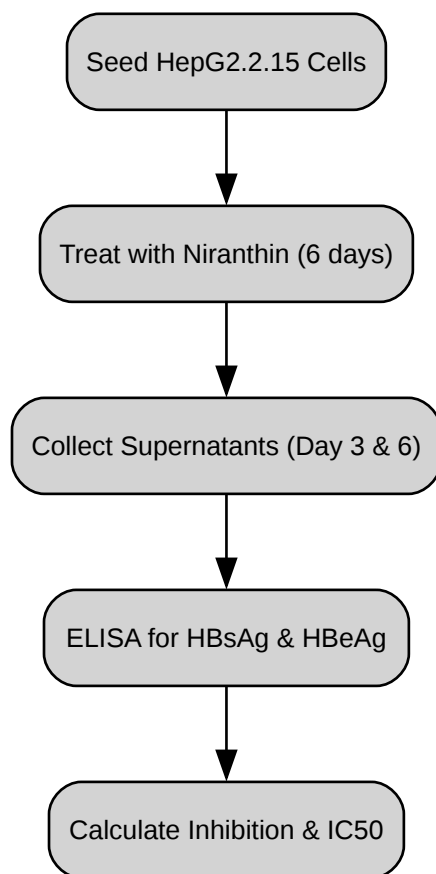 Seed HepG2.2.15 Cells
Treat with Niranthin (6 days)
Collect Supernatants (Day 3 & 6)
ELISA for HBsAg & HBeAg
Calculate Inhibition & IC50